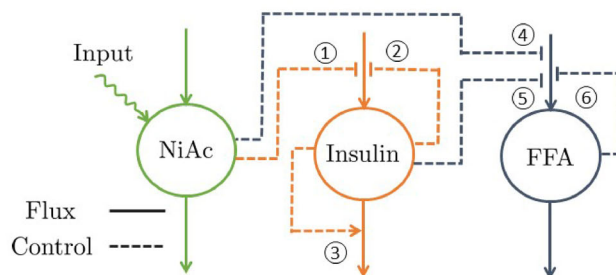 Input
NiAc
Insulin
FFA
①
②
③
④
⑤
⑥
Flux
Control